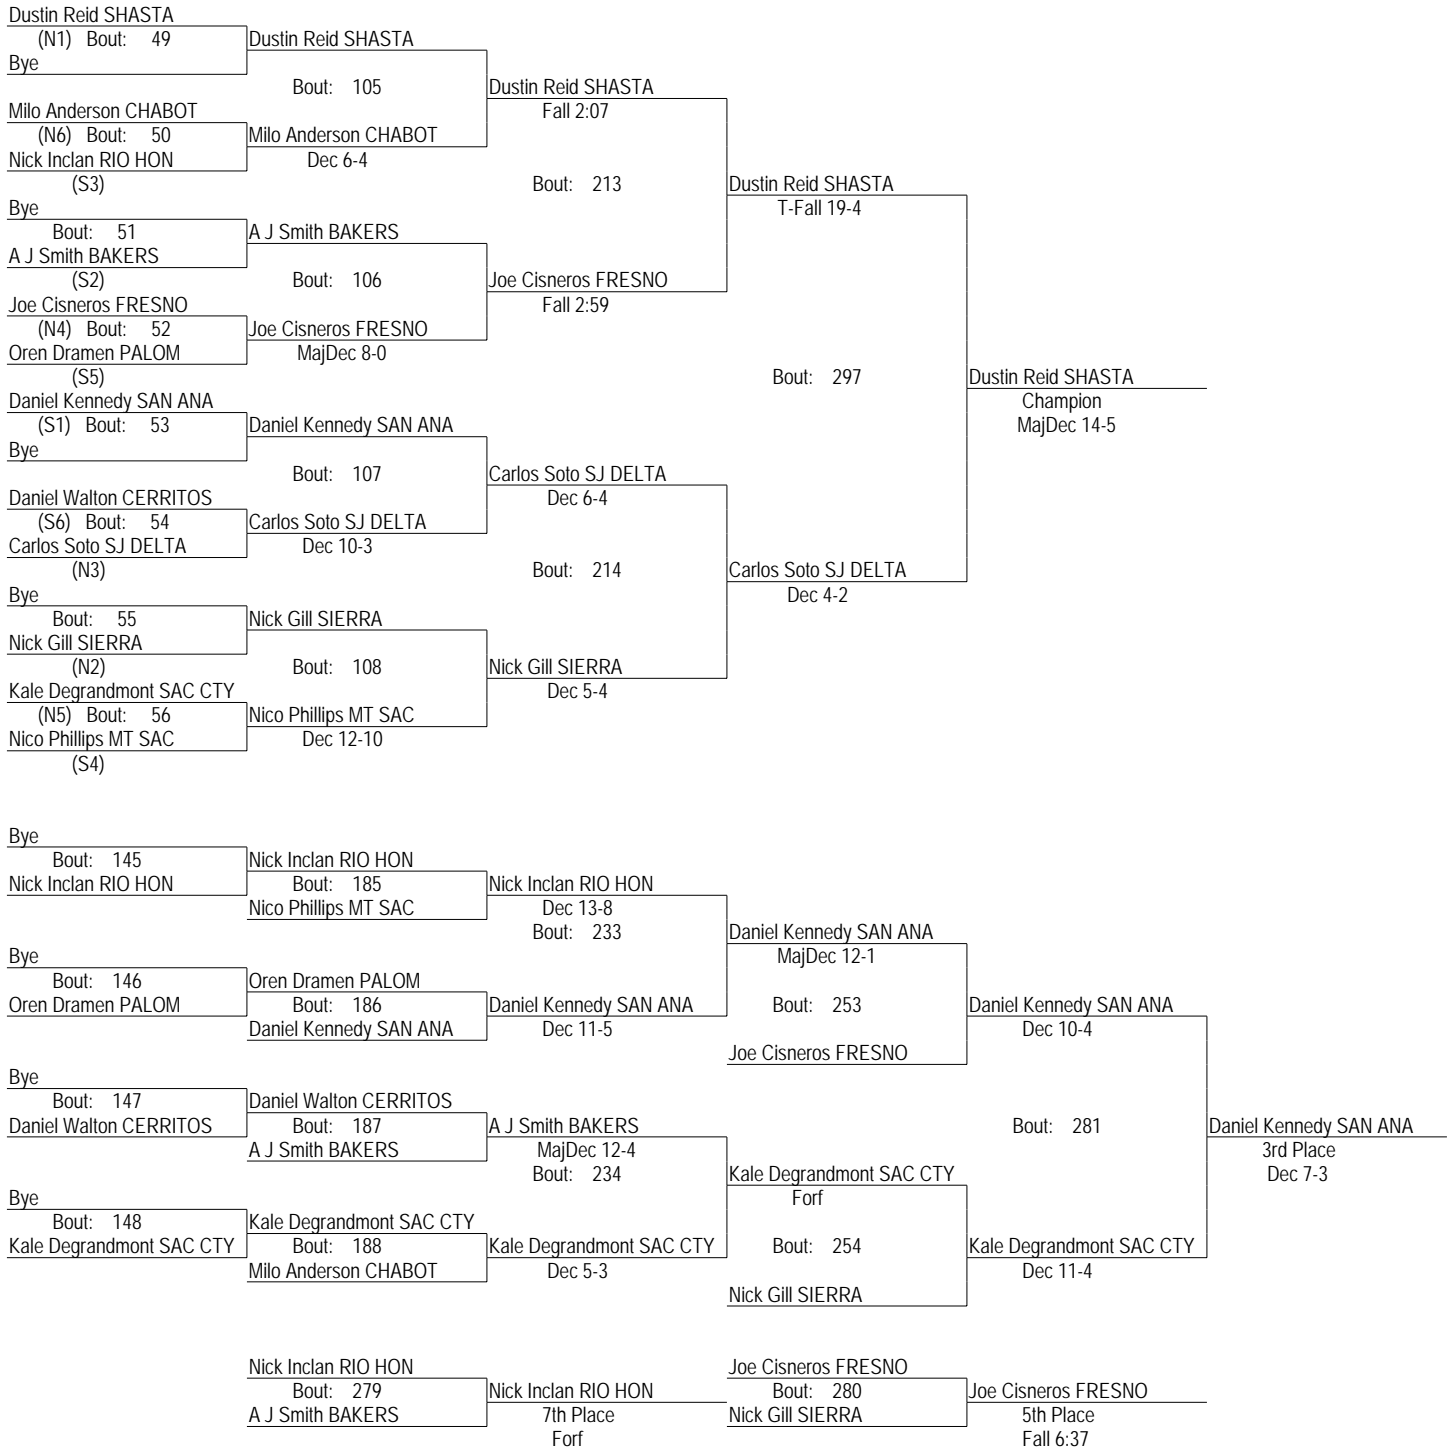 Dustin Reid SHASTA
(N1) Bout: 49
Dustin Reid SHASTA
Bye
Bout: 105
Dustin Reid SHASTA
Milo Anderson CHABOT
Fall 2:07
(N6) Bout: 50
Milo Anderson CHABOT
Nick Inclan RIO HON
Dec 6-4
(S3)
Bout: 213
Dustin Reid SHASTA
Bye
T-Fall 19-4
Bout: 51
A J Smith BAKERS
A J Smith BAKERS
(S2)
Bout: 106
Joe Cisneros FRESNO
Joe Cisneros FRESNO
Fall 2:59
(N4) Bout: 52
Joe Cisneros FRESNO
Oren Dramen PALOM
MajDec 8-0
(S5)
Bout: 297
Dustin Reid SHASTA
Daniel Kennedy SAN ANA
Champion
(S1) Bout: 53
Daniel Kennedy SAN ANA
MajDec 14-5
Bye
Bout: 107
Carlos Soto SJ DELTA
Daniel Walton CERRITOS
Dec 6-4
(S6) Bout: 54
Carlos Soto SJ DELTA
Carlos Soto SJ DELTA
Dec 10-3
(N3)
Bout: 214
Carlos Soto SJ DELTA
Bye
Dec 4-2
Bout: 55
Nick Gill SIERRA
Nick Gill SIERRA
(N2)
Bout: 108
Nick Gill SIERRA
Kale Degrandmont SAC CTY
Dec 5-4
(N5) Bout: 56
Nico Phillips MT SAC
Nico Phillips MT SAC
Dec 12-10
(S4)
Bye
Bout: 145
Nick Inclan RIO HON
Nick Inclan RIO HON
Bout: 185
Nick Inclan RIO HON
Nico Phillips MT SAC
Dec 13-8
Bout: 233
Daniel Kennedy SAN ANA
Bye
MajDec 12-1
Bout: 146
Oren Dramen PALOM
Oren Dramen PALOM
Bout: 186
Daniel Kennedy SAN ANA
Bout: 253
Daniel Kennedy SAN ANA
Daniel Kennedy SAN ANA
Dec 11-5
Dec 10-4
Joe Cisneros FRESNO
Bye
Bout: 147
Daniel Walton CERRITOS
Daniel Walton CERRITOS
Bout: 187
A J Smith BAKERS
Bout: 281
Daniel Kennedy SAN ANA
A J Smith BAKERS
MajDec 12-4
3rd Place
Bout: 234
Kale Degrandmont SAC CTY
Dec 7-3
Bye
Forf
Bout: 148
Kale Degrandmont SAC CTY
Kale Degrandmont SAC CTY
Bout: 188
Kale Degrandmont SAC CTY
Bout: 254
Kale Degrandmont SAC CTY
Milo Anderson CHABOT
Dec 5-3
Dec 11-4
Nick Gill SIERRA
Nick Inclan RIO HON
Joe Cisneros FRESNO
Bout: 279
Nick Inclan RIO HON
Bout: 280
Joe Cisneros FRESNO
A J Smith BAKERS
7th Place
Nick Gill SIERRA
5th Place
Forf
Fall 6:37